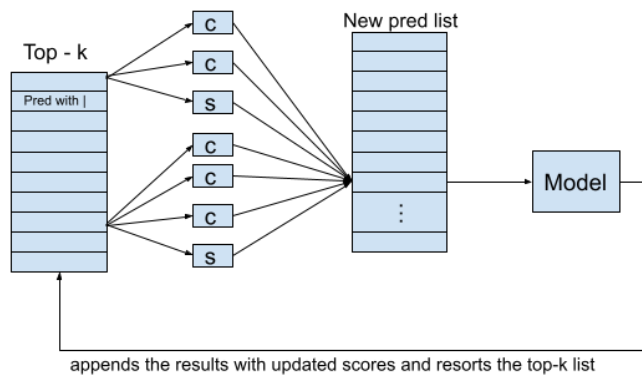 New pred list
Top - k
Pred with |
c
c
s
c
c
c
s
⋮
Model
appends the results with updated scores and resorts the top-k list